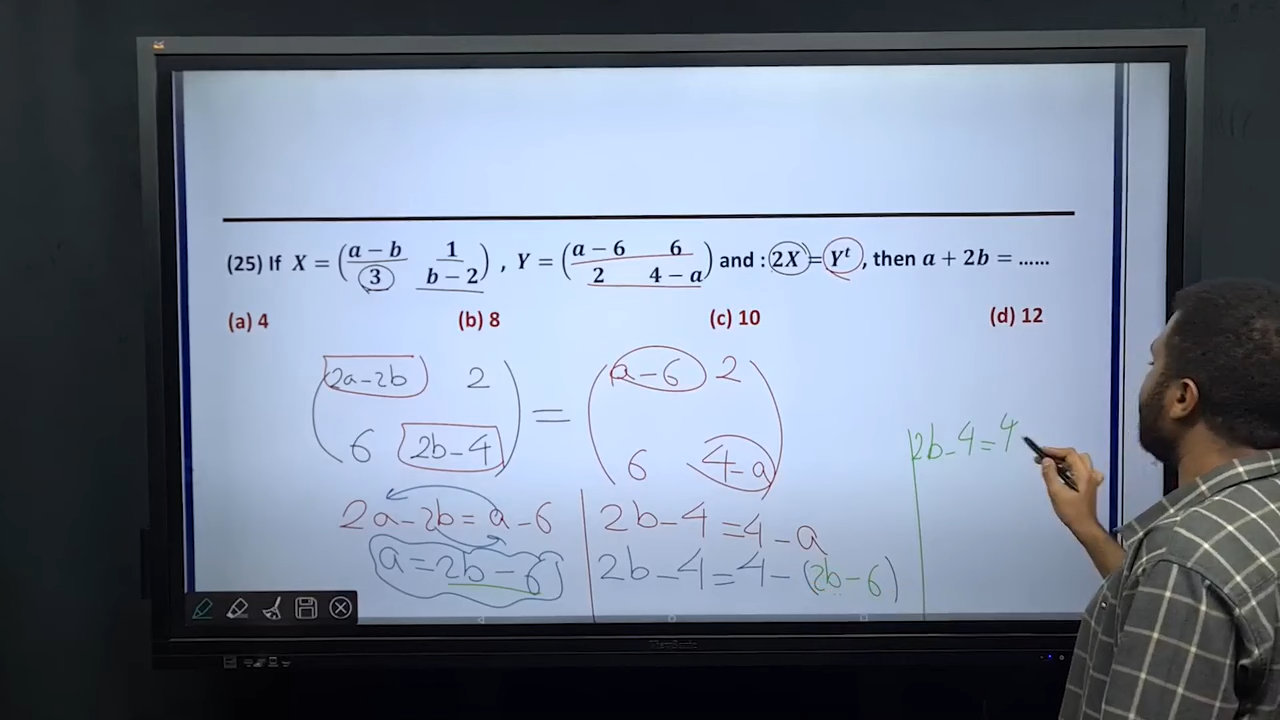 (25) If X = (a − b 1 3 b − 2) , Y = (a − 6 6 2 4 − a) and : 2X = Yᵗ , then a + 2b = ......
(a) 4 (b) 8 (c) 10 (d) 12
(2a-2b 2 6 2b-4) = (a-6 2 6 4-a)
2a-2b = a-6
a = 2b-6
2b-4 = 4-a
2b-4 = 4-(2b-6)
2b-4 = 4